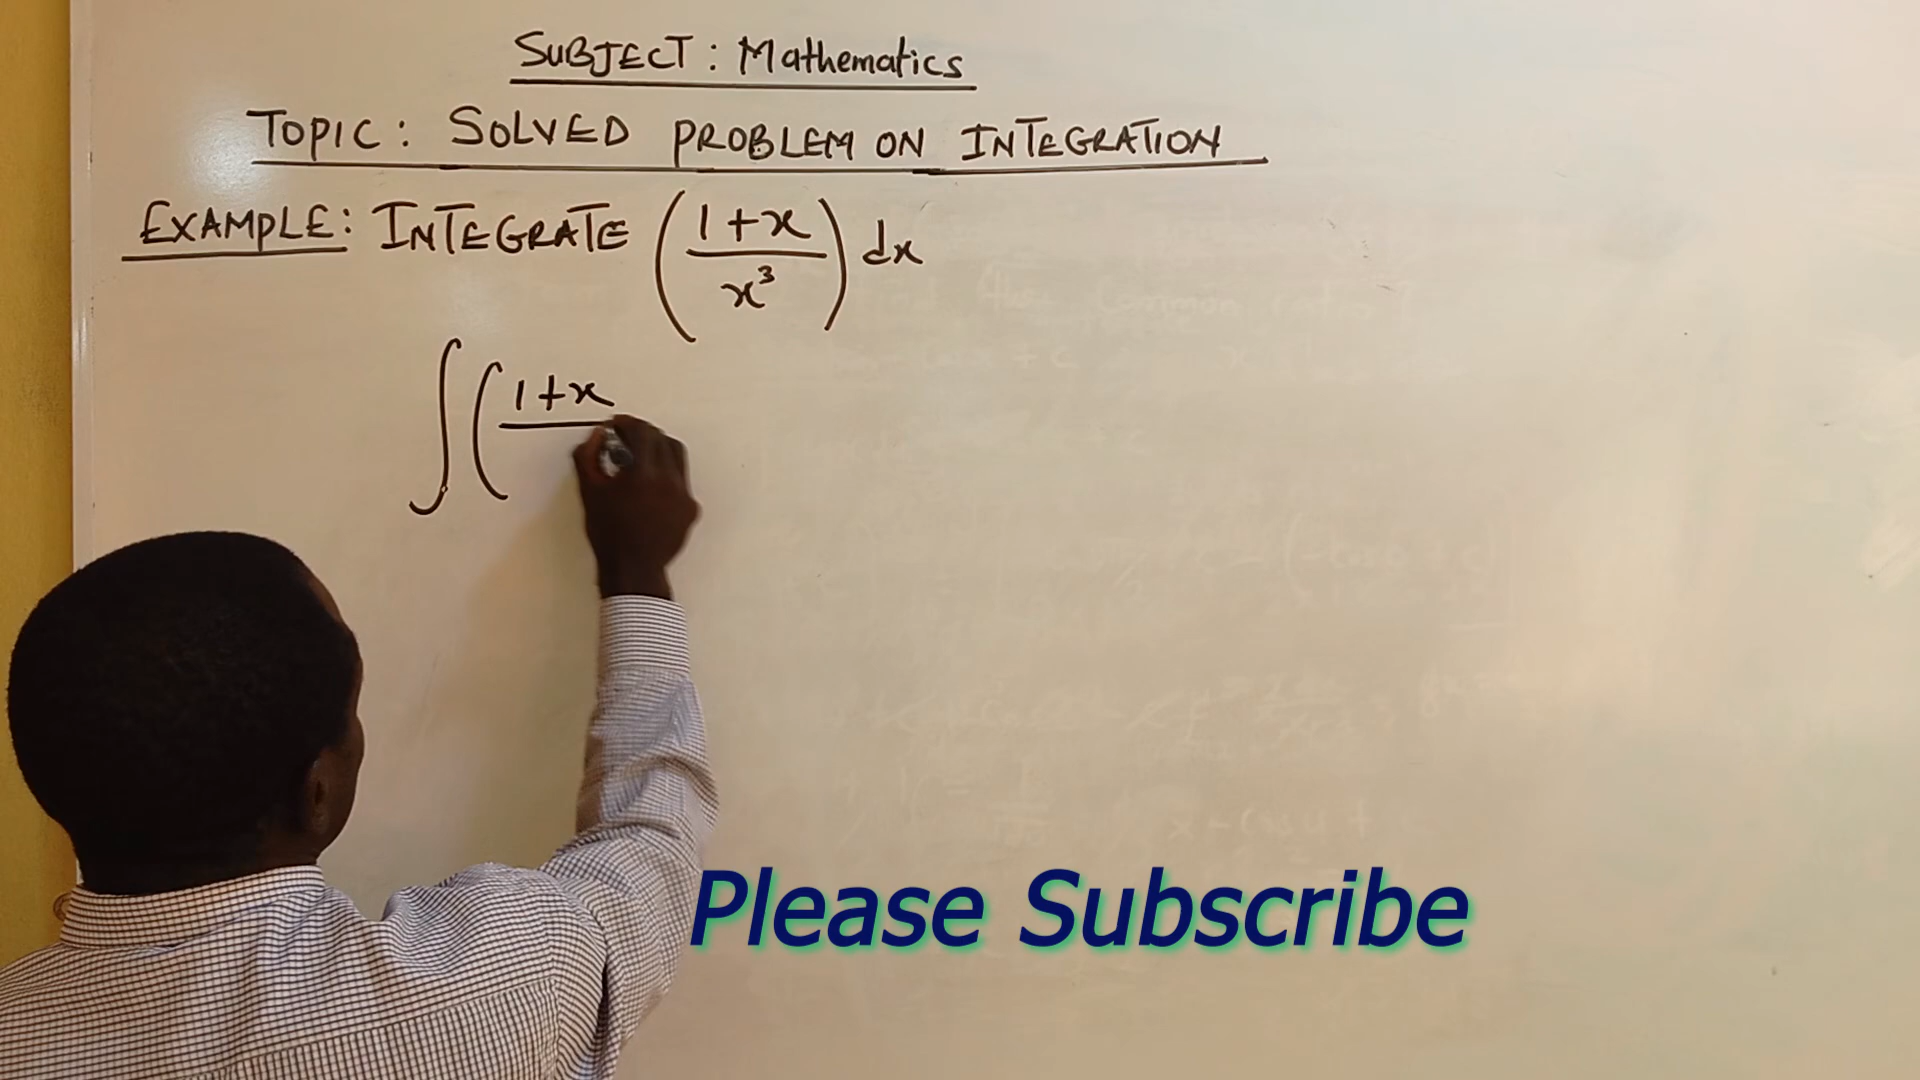 SUBJECT: Mathematics
TOPIC: SOLVED PROBLEM ON INTEGRATION
EXAMPLE: INTEGRATE ((1+x)/x³) dx
∫ ( 1+x
Please Subscribe